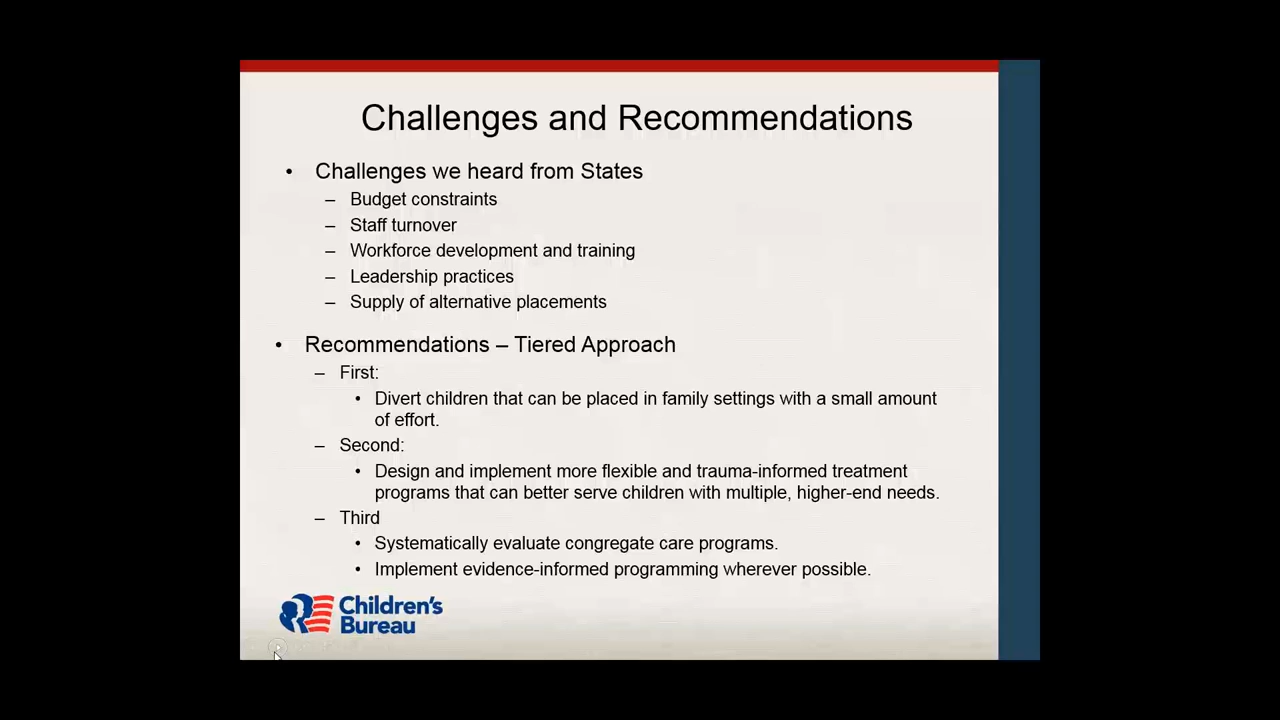 Challenges and Recommendations
• Challenges we heard from States
– Budget constraints
– Staff turnover
– Workforce development and training
– Leadership practices
– Supply of alternative placements
• Recommendations – Tiered Approach
– First:
• Divert children that can be placed in family settings with a small amount
of effort.
– Second:
• Design and implement more flexible and trauma-informed treatment
programs that can better serve children with multiple, higher-end needs.
– Third
• Systematically evaluate congregate care programs.
• Implement evidence-informed programming wherever possible.
Children's
Bureau